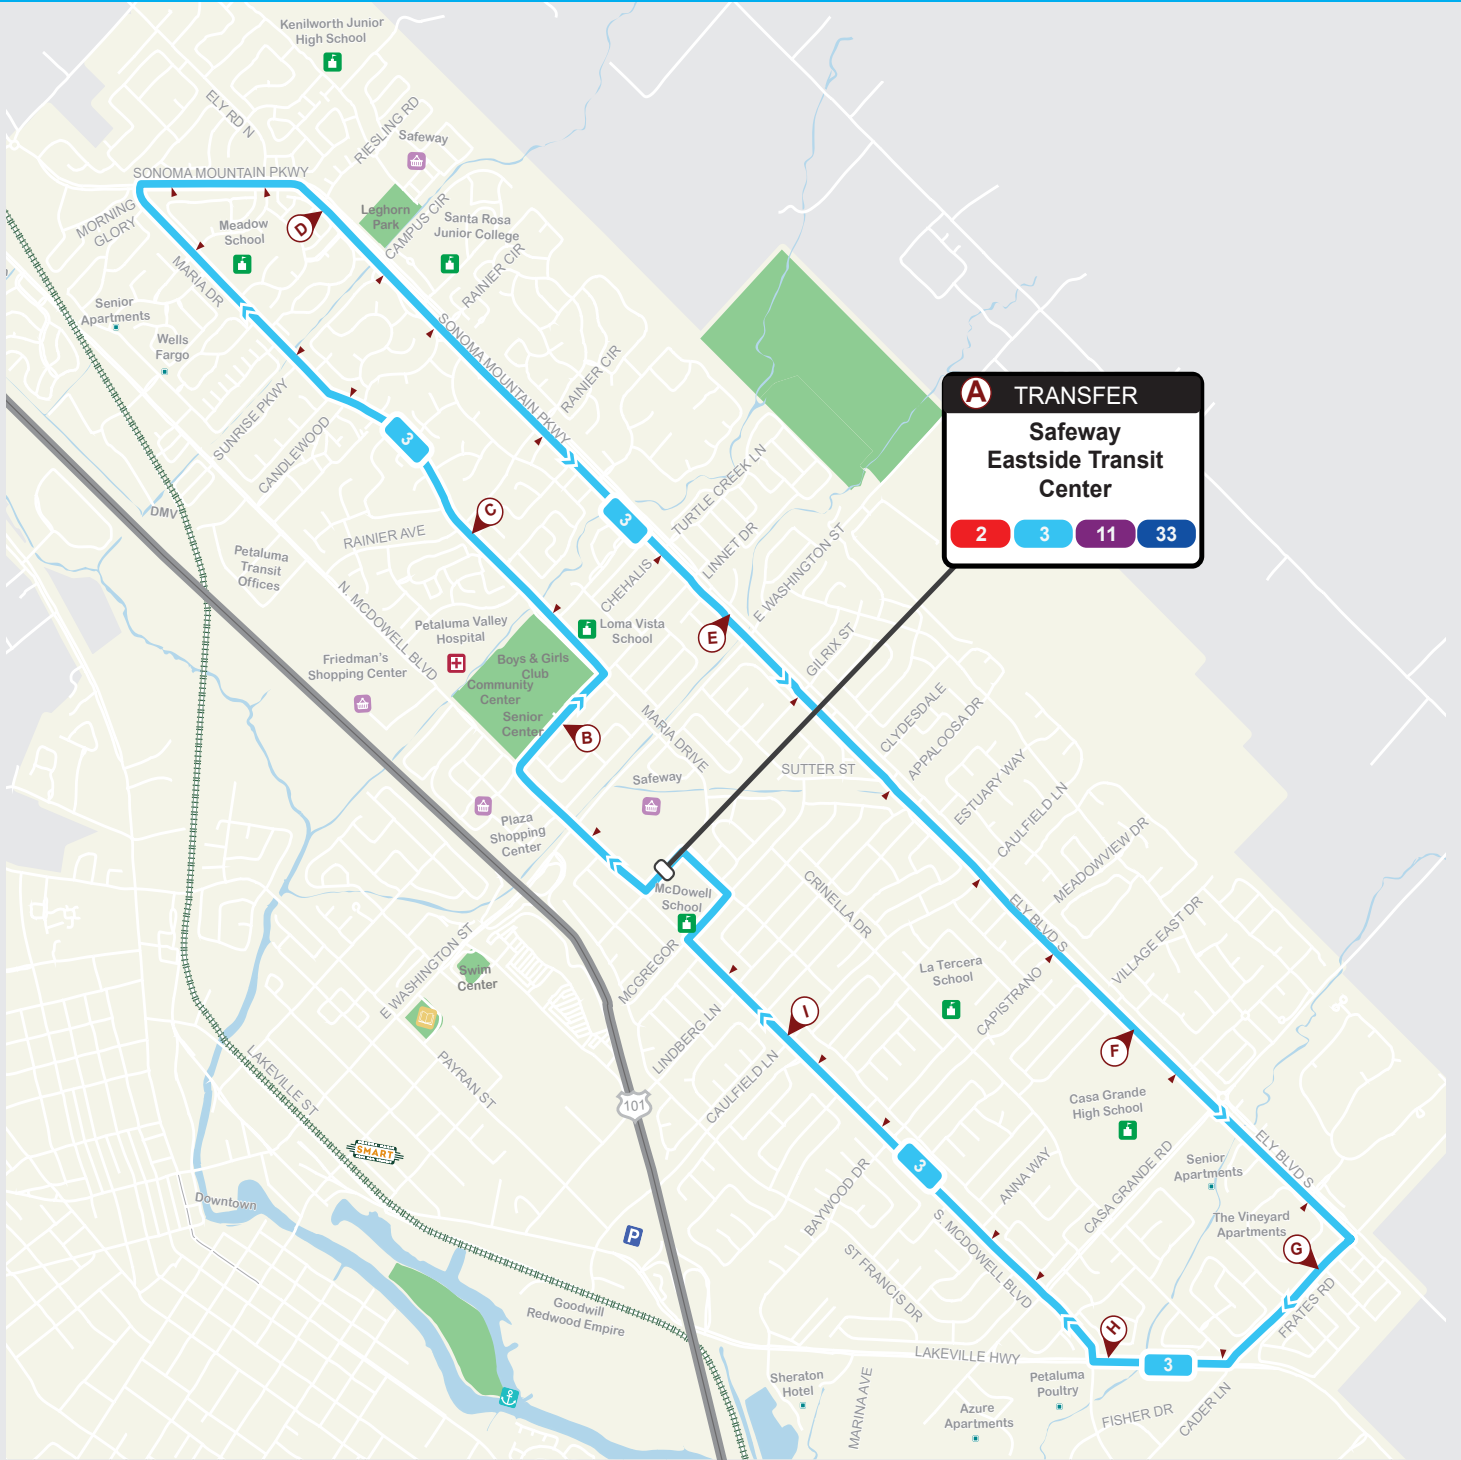 Kenilworth Junior
High School
ELY RD N
RIESLING RD
Safeway
SONOMA MOUNTAIN PKWY
MORNING
GLORY
Meadow
School
D
Leghorn
Park
CAMPUS CIR
Santa Rosa
Junior College
RAINIER CIR
MARIA DR
Senior
Apartments
Wells
Fargo
SONOMA MOUNTAIN PKWY
RAINIER CIR
SUNRISE PKWY
CANDLEWOOD
3
A TRANSFER
Safeway
Eastside Transit
Center
2 3 11 33
DMV
RAINIER AVE
C
3
TURTLE CREEK LN
LINNET DR
E WASHINGTON ST
Petaluma
Transit
Offices
N. MCDOWELL BLVD
CHEHALIS
Petaluma Valley
Hospital
Loma Vista
School
E
GILRIX ST
Friedman's
Shopping Center
Boys & Girls
Club
Community
Center
Senior
Center
B
MARIA DRIVE
CLYDESDALE
APPALOOSA DR
SUTTER ST
Safeway
ESTUARY WAY
CAULFIELD LN
MEADOWVIEW DR
Plaza
Shopping
Center
McDowell
School
CRINELLA DR
ELY BLVD S
VILLAGE EAST DR
E WASHINGTON ST
Swim
Center
MCGREGOR
La Tercera
School
CAPISTRANO
I
LINDBERG LN
CAULFIELD LN
F
LAKEVILLE ST
PAYRAN ST
101
Casa Grande
High School
SMART
3
BAYWOOD DR
ANNA WAY
CASA GRANDE RD
Senior
Apartments
ELY BLVD S
Downtown
P
S. MCDOWELL BLVD
The Vineyard
Apartments
G
ST FRANCIS DR
Goodwill
Redwood Empire
FRATES RD
H
LAKEVILLE HWY
3
Sheraton
Hotel
MARINA AVE
Petaluma
Poultry
Azure
Apartments
FISHER DR
CADER LN